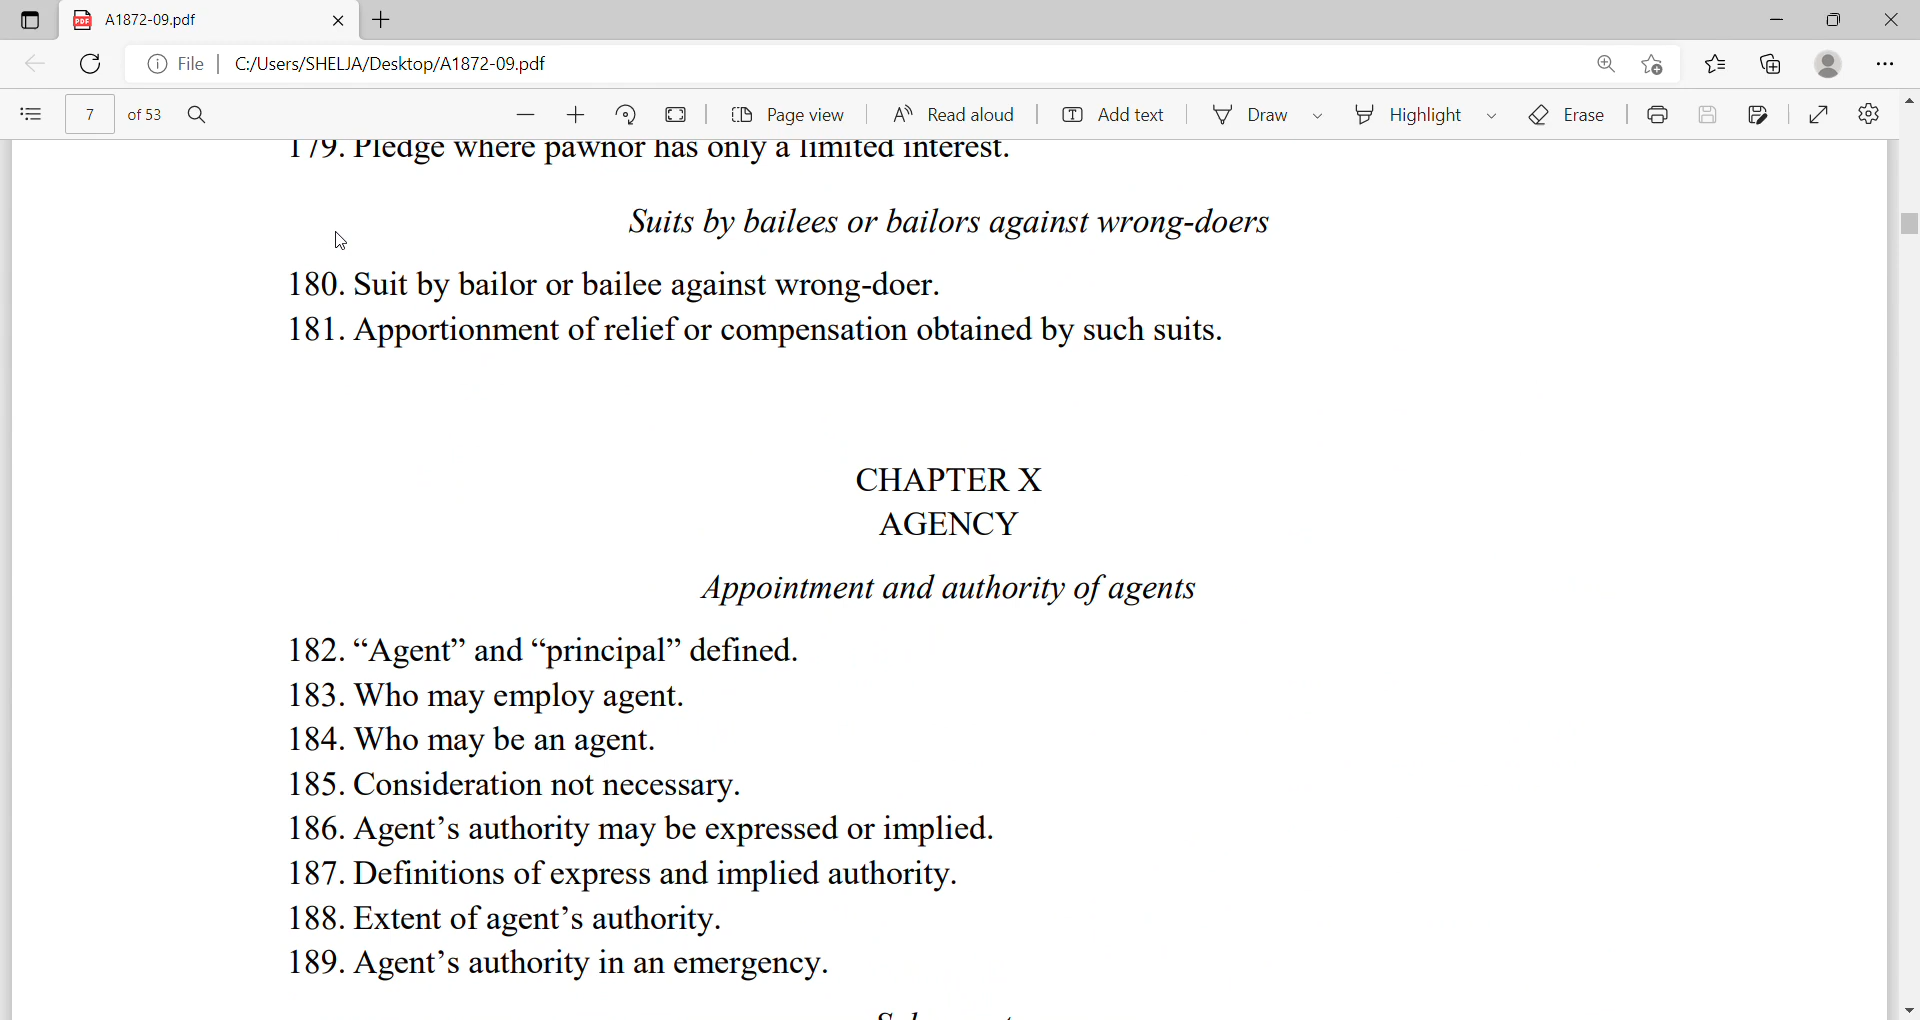 A1872-09.pdf
File C:/Users/SHELJA/Desktop/A1872-09.pdf
7 of 53 Page view Read aloud Add text Draw Highlight Erase
179. Pledge where pawnor has only a limited interest.
Suits by bailees or bailors against wrong-doers
180. Suit by bailor or bailee against wrong-doer.
181. Apportionment of relief or compensation obtained by such suits.
CHAPTER X
AGENCY
Appointment and authority of agents
182. “Agent” and “principal” defined.
183. Who may employ agent.
184. Who may be an agent.
185. Consideration not necessary.
186. Agent’s authority may be expressed or implied.
187. Definitions of express and implied authority.
188. Extent of agent’s authority.
189. Agent’s authority in an emergency.